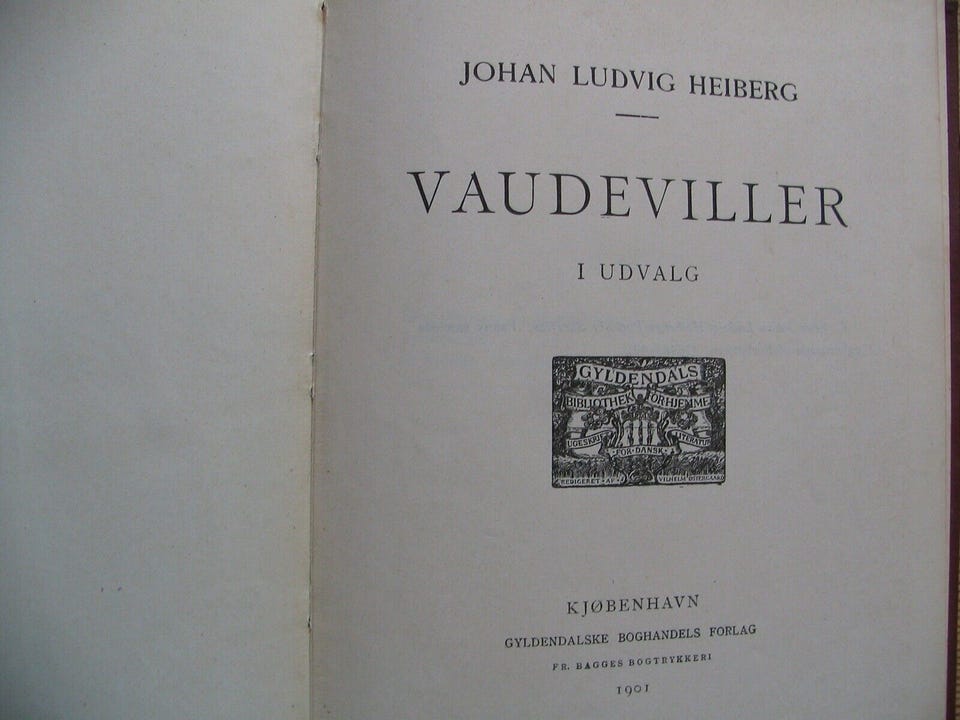 JOHAN LUDVIG HEIBERG
VAUDEVILLER
I UDVALG
GYLDENDALS
BIBLIOTHEK FOR HJEMMET
UGESKRIFT LITERATUR
FOR DANSK
REDIGERET AF VILHELM ØSTERGAARD
KJØBENHAVN
GYLDENDALSKE BOGHANDELS FORLAG
FR. BAGGES BOGTRYKKERI
1901